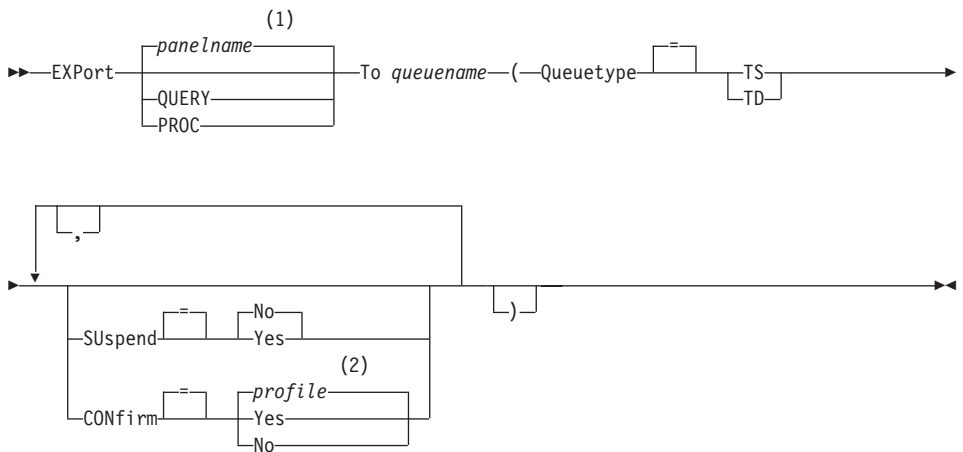 (1)
panelname
EXPort To queuename ( Queuetype = TS
QUERY TD
PROC
,
SUspend = No
Yes
)
(2)
CONfirm = profile
Yes
No